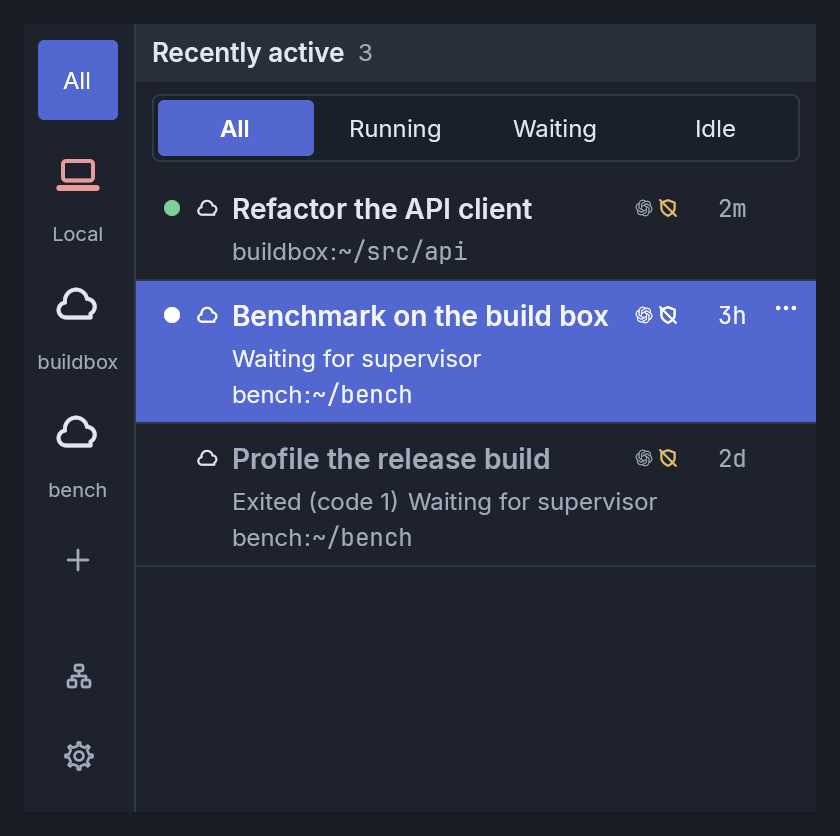 All
Local
buildbox
bench
Recently active 3
All Running Waiting Idle
Refactor the API client 2m
buildbox:~/src/api
Benchmark on the build box 3h
Waiting for supervisor
bench:~/bench
Profile the release build 2d
Exited (code 1) Waiting for supervisor
bench:~/bench